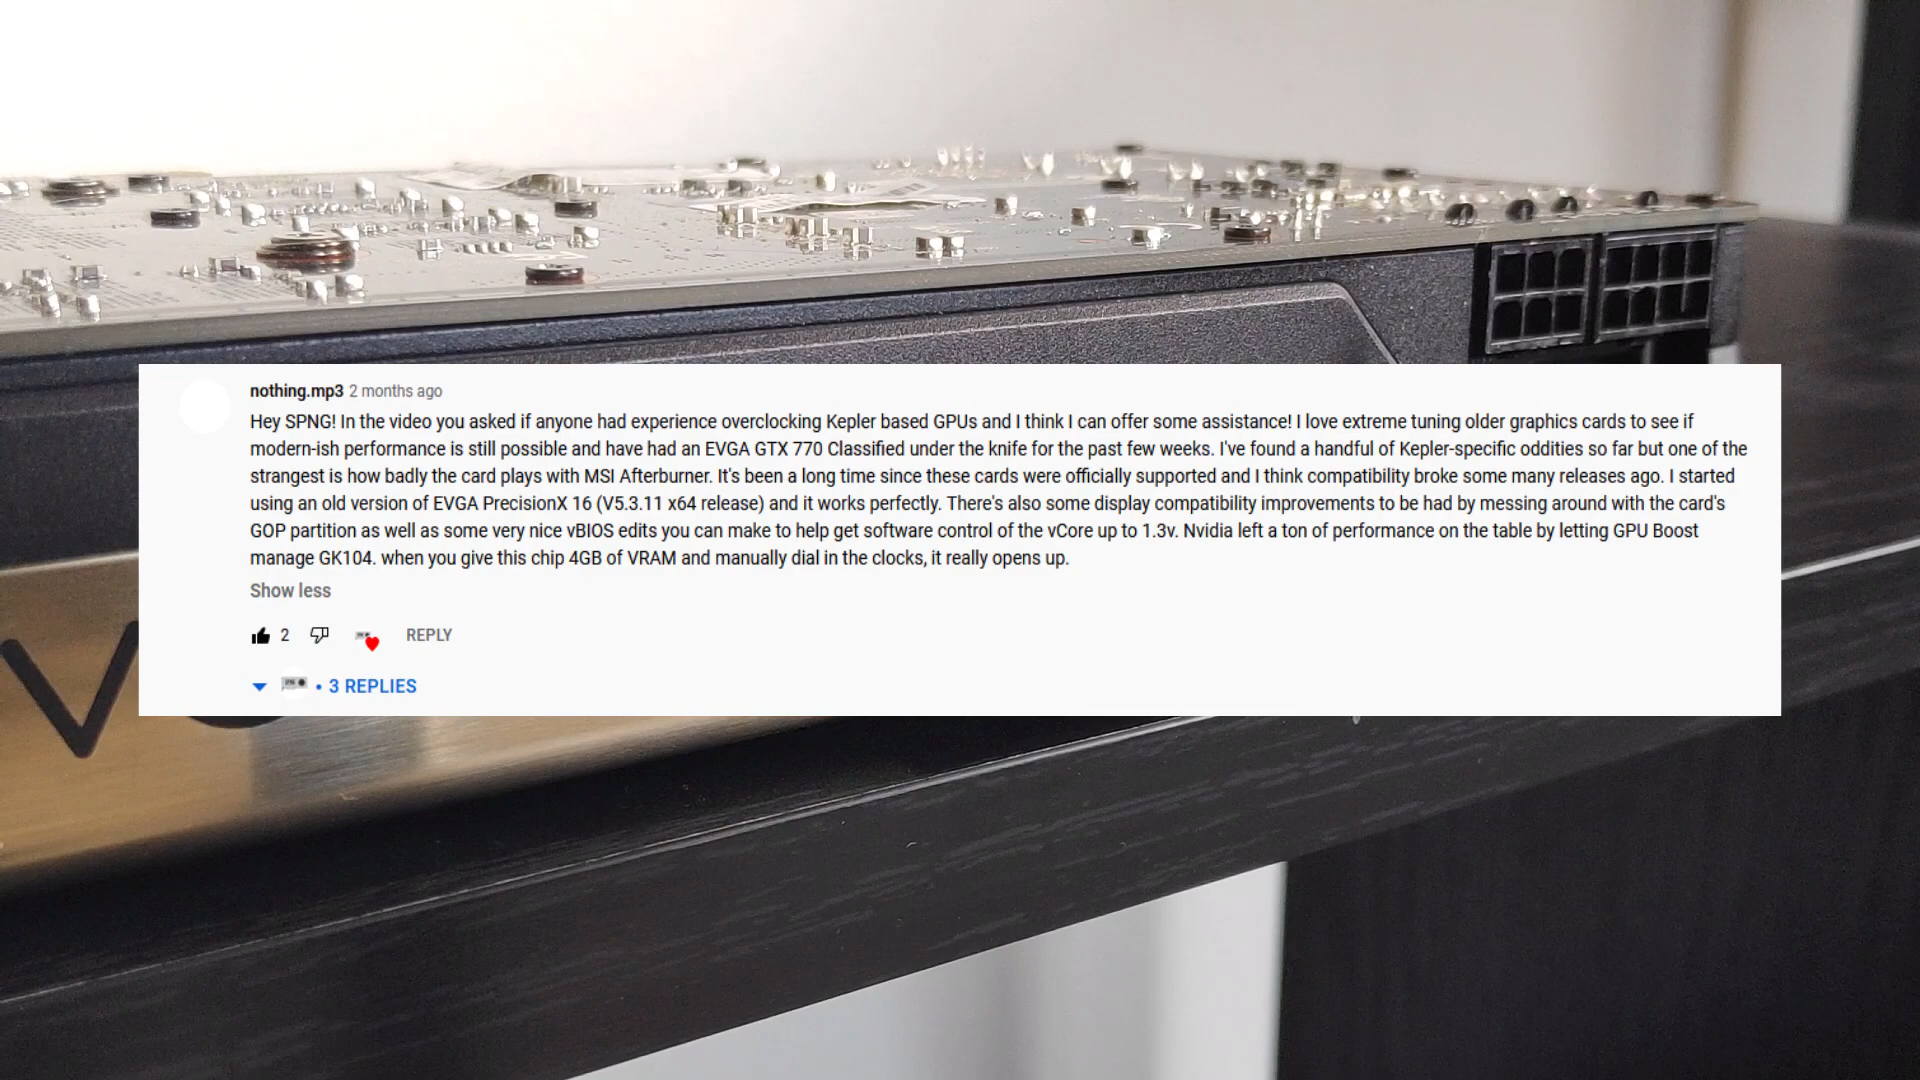 nothing.mp3 2 months ago
Hey SPNG! In the video you asked if anyone had experience overclocking Kepler based GPUs and I think I can offer some assistance! I love extreme tuning older graphics cards to see if
modern-ish performance is still possible and have had an EVGA GTX 770 Classified under the knife for the past few weeks. I've found a handful of Kepler-specific oddities so far but one of the
strangest is how badly the card plays with MSI Afterburner. It's been a long time since these cards were officially supported and I think compatibility broke some many releases ago. I started
using an old version of EVGA PrecisionX 16 (V5.3.11 x64 release) and it works perfectly. There's also some display compatibility improvements to be had by messing around with the card's
GOP partition as well as some very nice vBIOS edits you can make to help get software control of the vCore up to 1.3v. Nvidia left a ton of performance on the table by letting GPU Boost
manage GK104. when you give this chip 4GB of VRAM and manually dial in the clocks, it really opens up.
Show less
2 REPLY
• 3 REPLIES